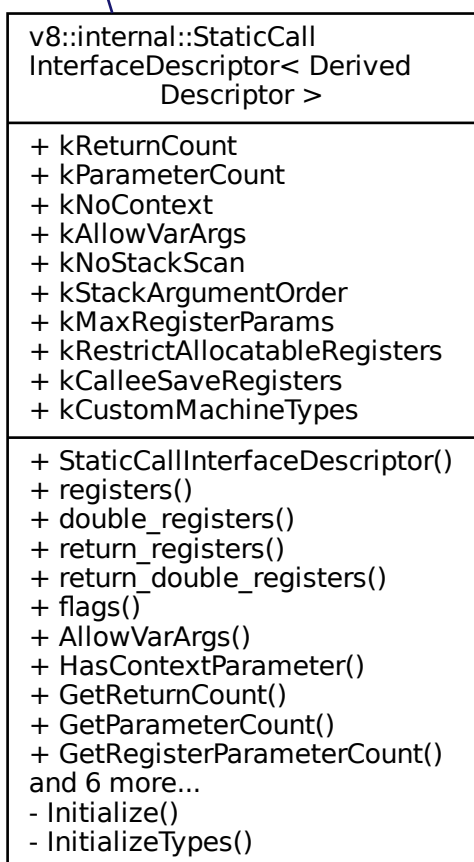 v8::internal::StaticCall
InterfaceDescriptor< Derived
Descriptor >
+ kReturnCount
+ kParameterCount
+ kNoContext
+ kAllowVarArgs
+ kNoStackScan
+ kStackArgumentOrder
+ kMaxRegisterParams
+ kRestrictAllocatableRegisters
+ kCalleeSaveRegisters
+ kCustomMachineTypes
+ StaticCallInterfaceDescriptor()
+ registers()
+ double_registers()
+ return_registers()
+ return_double_registers()
+ flags()
+ AllowVarArgs()
+ HasContextParameter()
+ GetReturnCount()
+ GetParameterCount()
+ GetRegisterParameterCount()
and 6 more...
- Initialize()
- InitializeTypes()